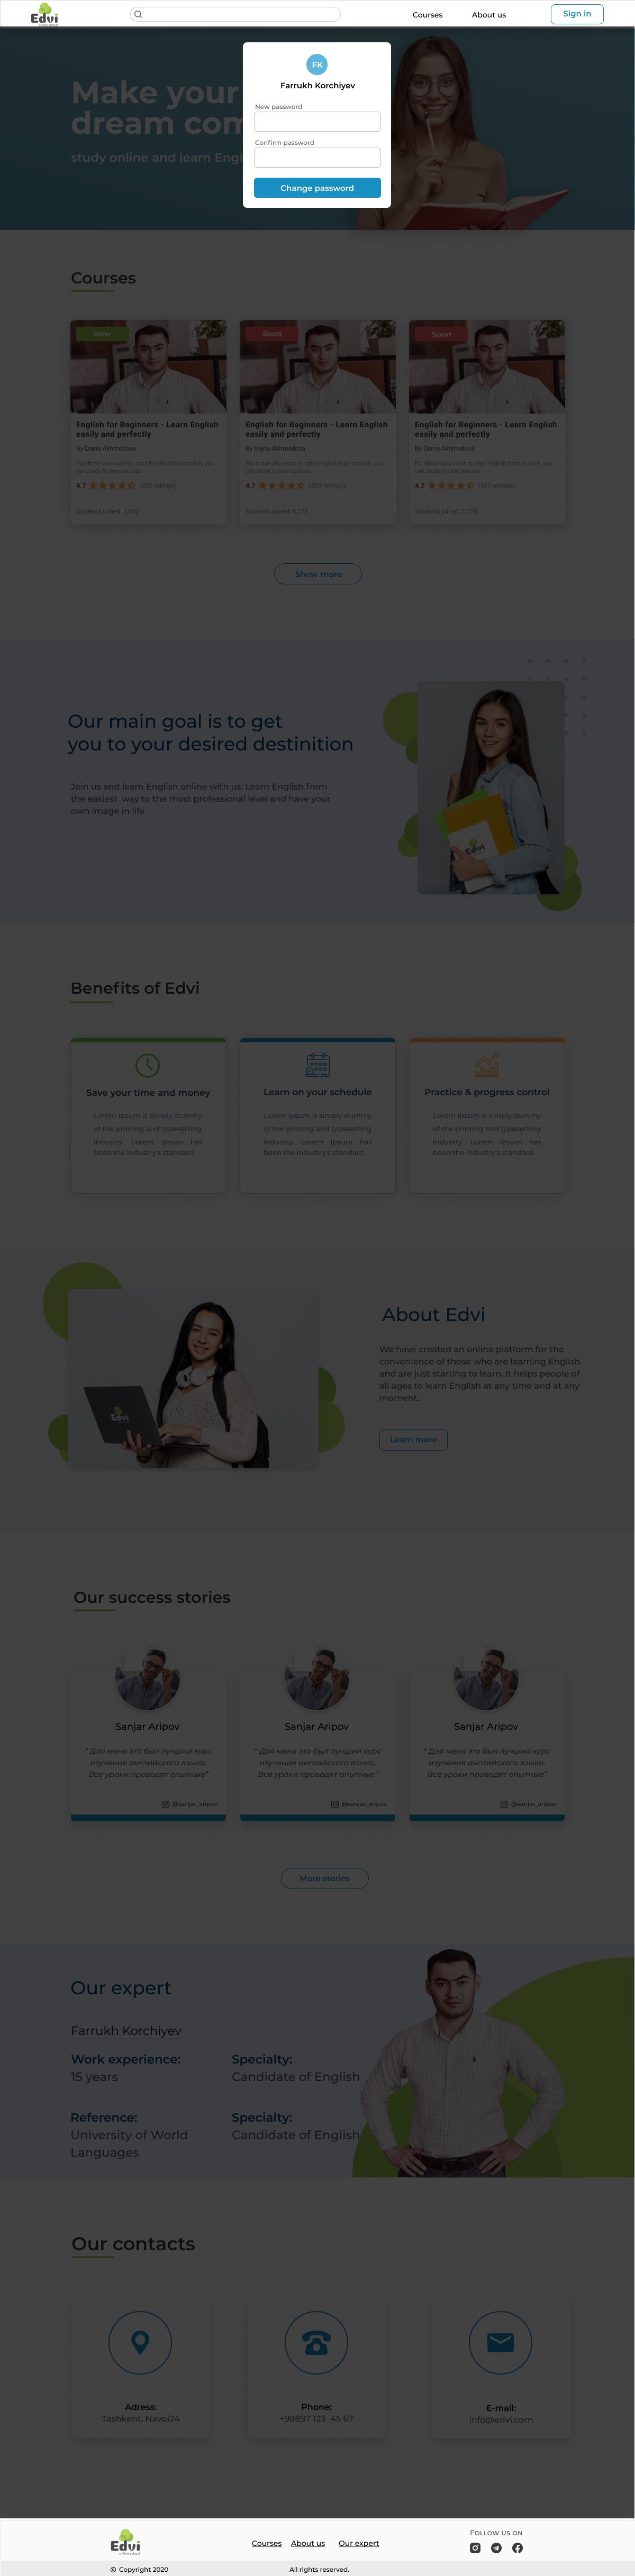 Edvi
Courses
About us
Sign in
Make your
dream com
study online and learn Engl
FK
Farrukh Korchiyev
New password
Confirm password
Change password
Courses
New
English for Beginners - Learn English
easily and perfectly
By Diana Akhmedova
For those who want to start English from scratch, you
can study in new courses
4.7 (583 ratings)
Students joined:
Soon
English for Beginners - Learn English
easily and perfectly
By Diana Akhmedova
For those who want to start English from scratch, you
can study in new courses
4.7 (583 ratings)
Students joined: 1,278
Soon
English for Beginners - Learn English
easily and perfectly
By Diana Akhmedova
For those who want to start English from scratch, you
can study in new courses
4.7 (583 ratings)
Students joined: 1,278
Show more
Our main goal is to get
you to your desired destinition
Join us and learn English online with us. Learn English from
the easiest way to the most professional level and have your
own image in life
Edvi
Benefits of Edvi
Save your time and money
Lorem Ipsum is simply dummy
of the printing and typesetting
industry. Lorem Ipsum has
been the industry's standard
Learn on your schedule
Lorem Ipsum is simply dummy
of the printing and typesetting
industry. Lorem Ipsum has
been the industry's standard
Practice & progress control
Lorem Ipsum is simply dummy
of the printing and typesetting
industry. Lorem Ipsum has
been the industry's standard
Edvi
About Edvi
We have created an online platform for the
convenience of those who are learning English
and are just starting to learn. It helps people of
all ages to learn English at any time and at any
moment.
Learn more
Our success stories
Sanjar Aripov
“ Для меня это был лучший курс
изучения английского языка.
Все уроки проводят опытные”
@sanjar_aripov
Sanjar Aripov
“ Для меня это был лучший курс
изучения английского языка.
Все уроки проводят опытные”
@sanjar_aripov
Sanjar Aripov
“ Для меня это был лучший курс
изучения английского языка.
Все уроки проводят опытные”
@sanjar_aripov
More stories
Our expert
Farrukh Korchiyev
Work experience:
15 years
Specialty:
Candidate of English
Reference:
University of World
Languages
Specialty:
Candidate of English
Our contacts
Adress:
Tashkent, Navoi24
Phone:
+99897 123 45 67
E-mail:
info@edvi.com
Edvi
online school
Courses
About us
Our expert
Follow us on
© Copyright 2020
All rights reserved.